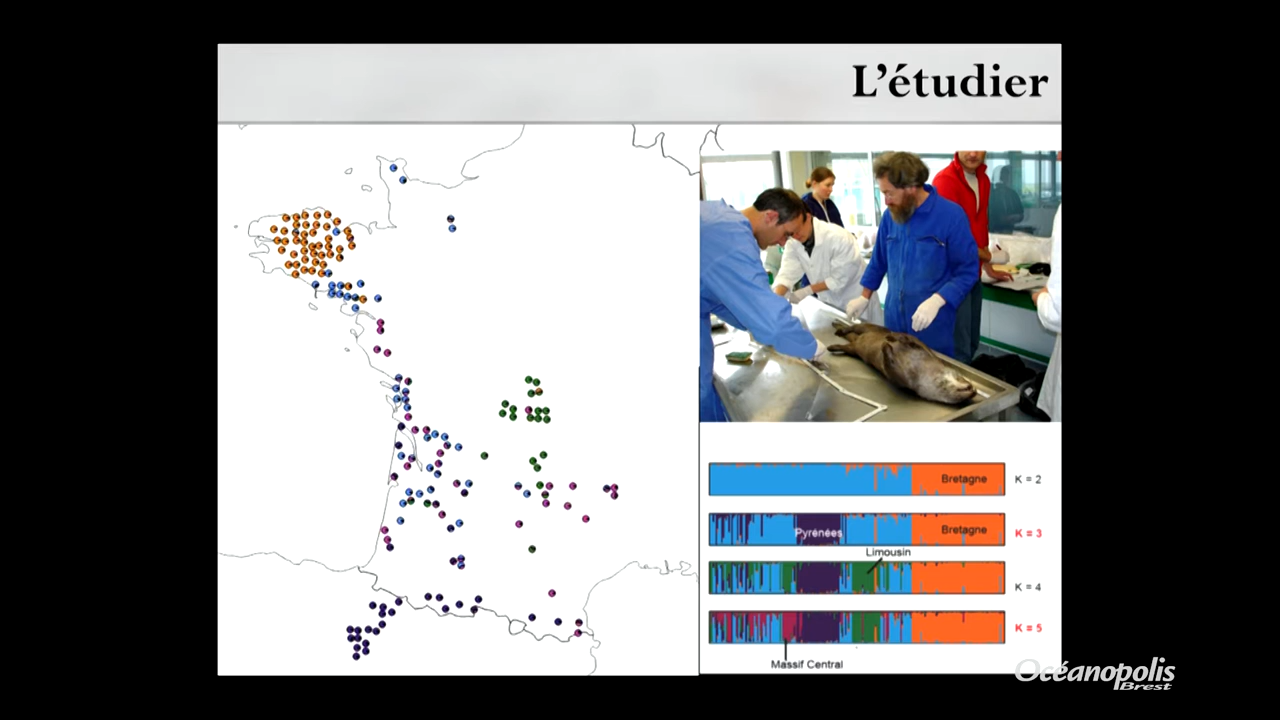 L'étudier
Bretagne
K = 2
Pyrénées
Bretagne
K = 3
Limousin
K = 4
K = 5
Massif Central
Océanopolis
Brest